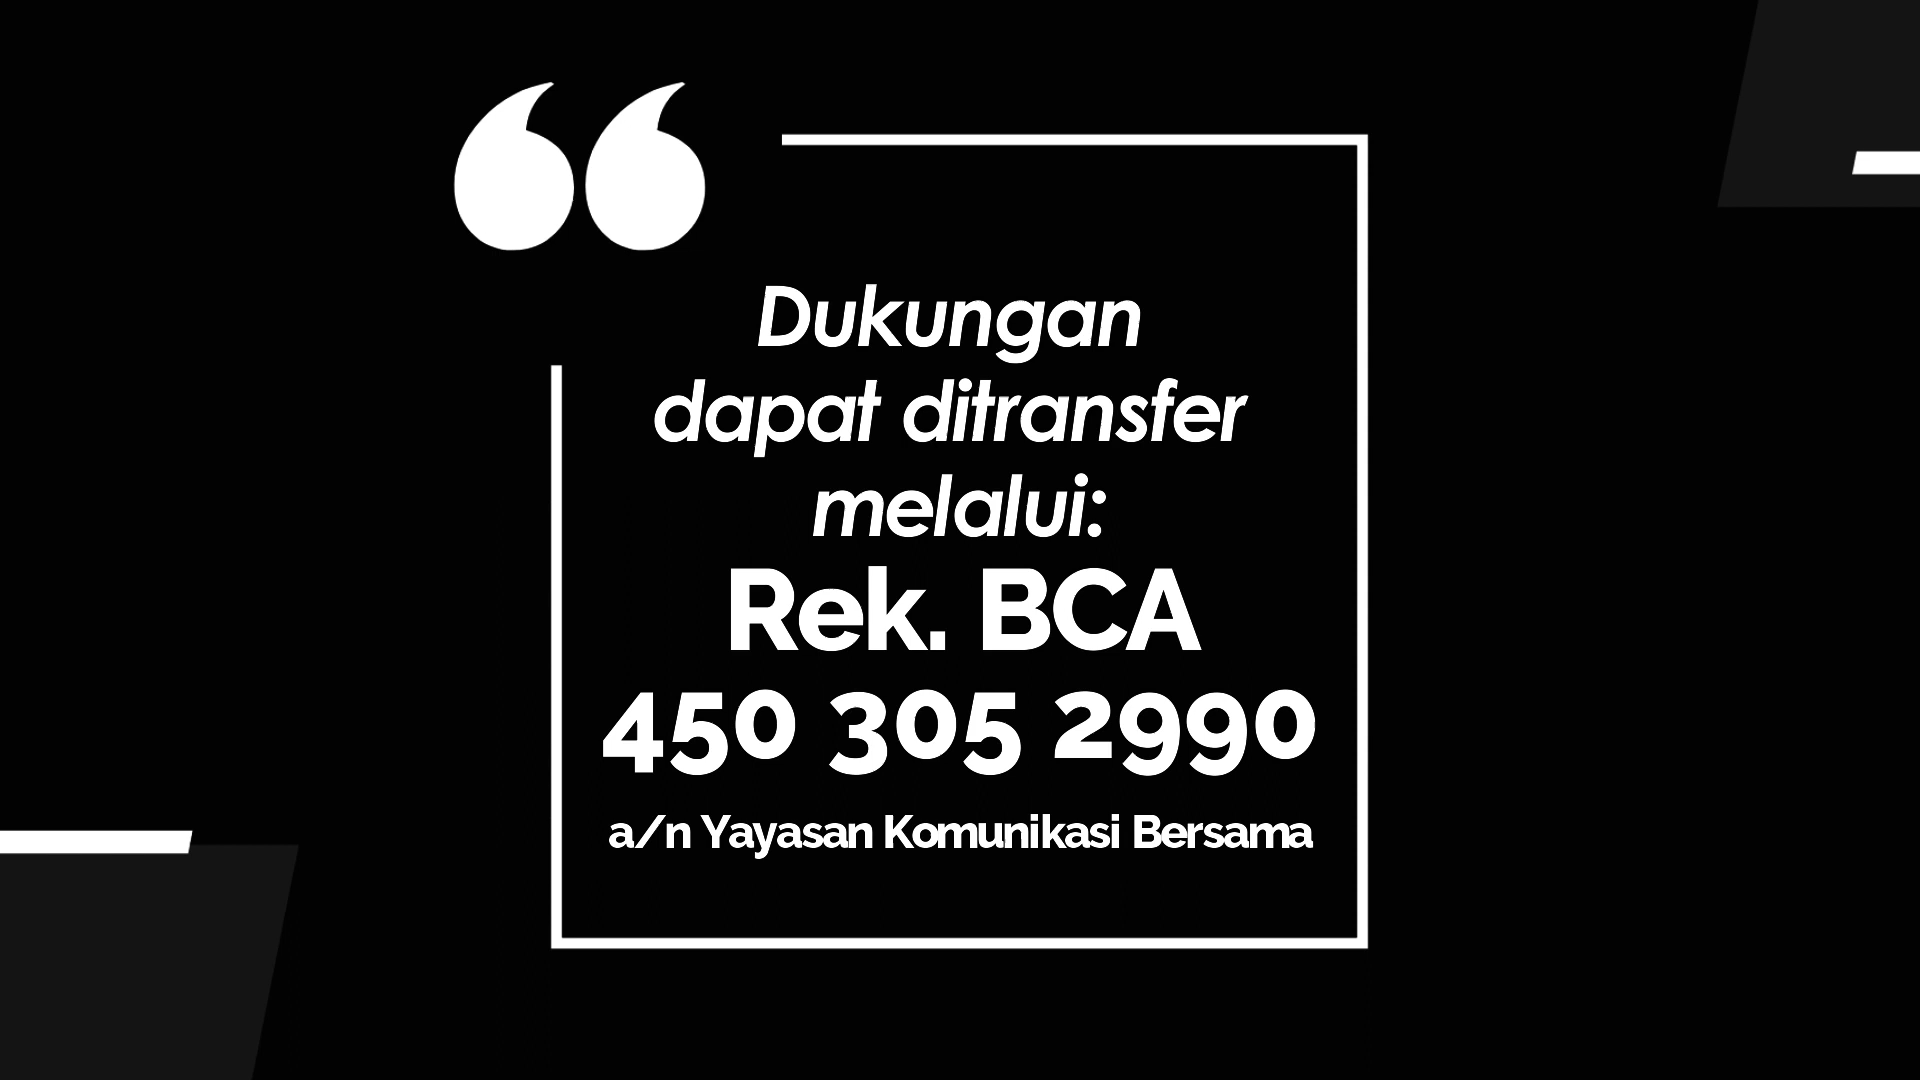 Dukungan
dapat ditransfer
melalui:
Rek. BCA
450 305 2990
a/n Yayasan Komunikasi Bersama